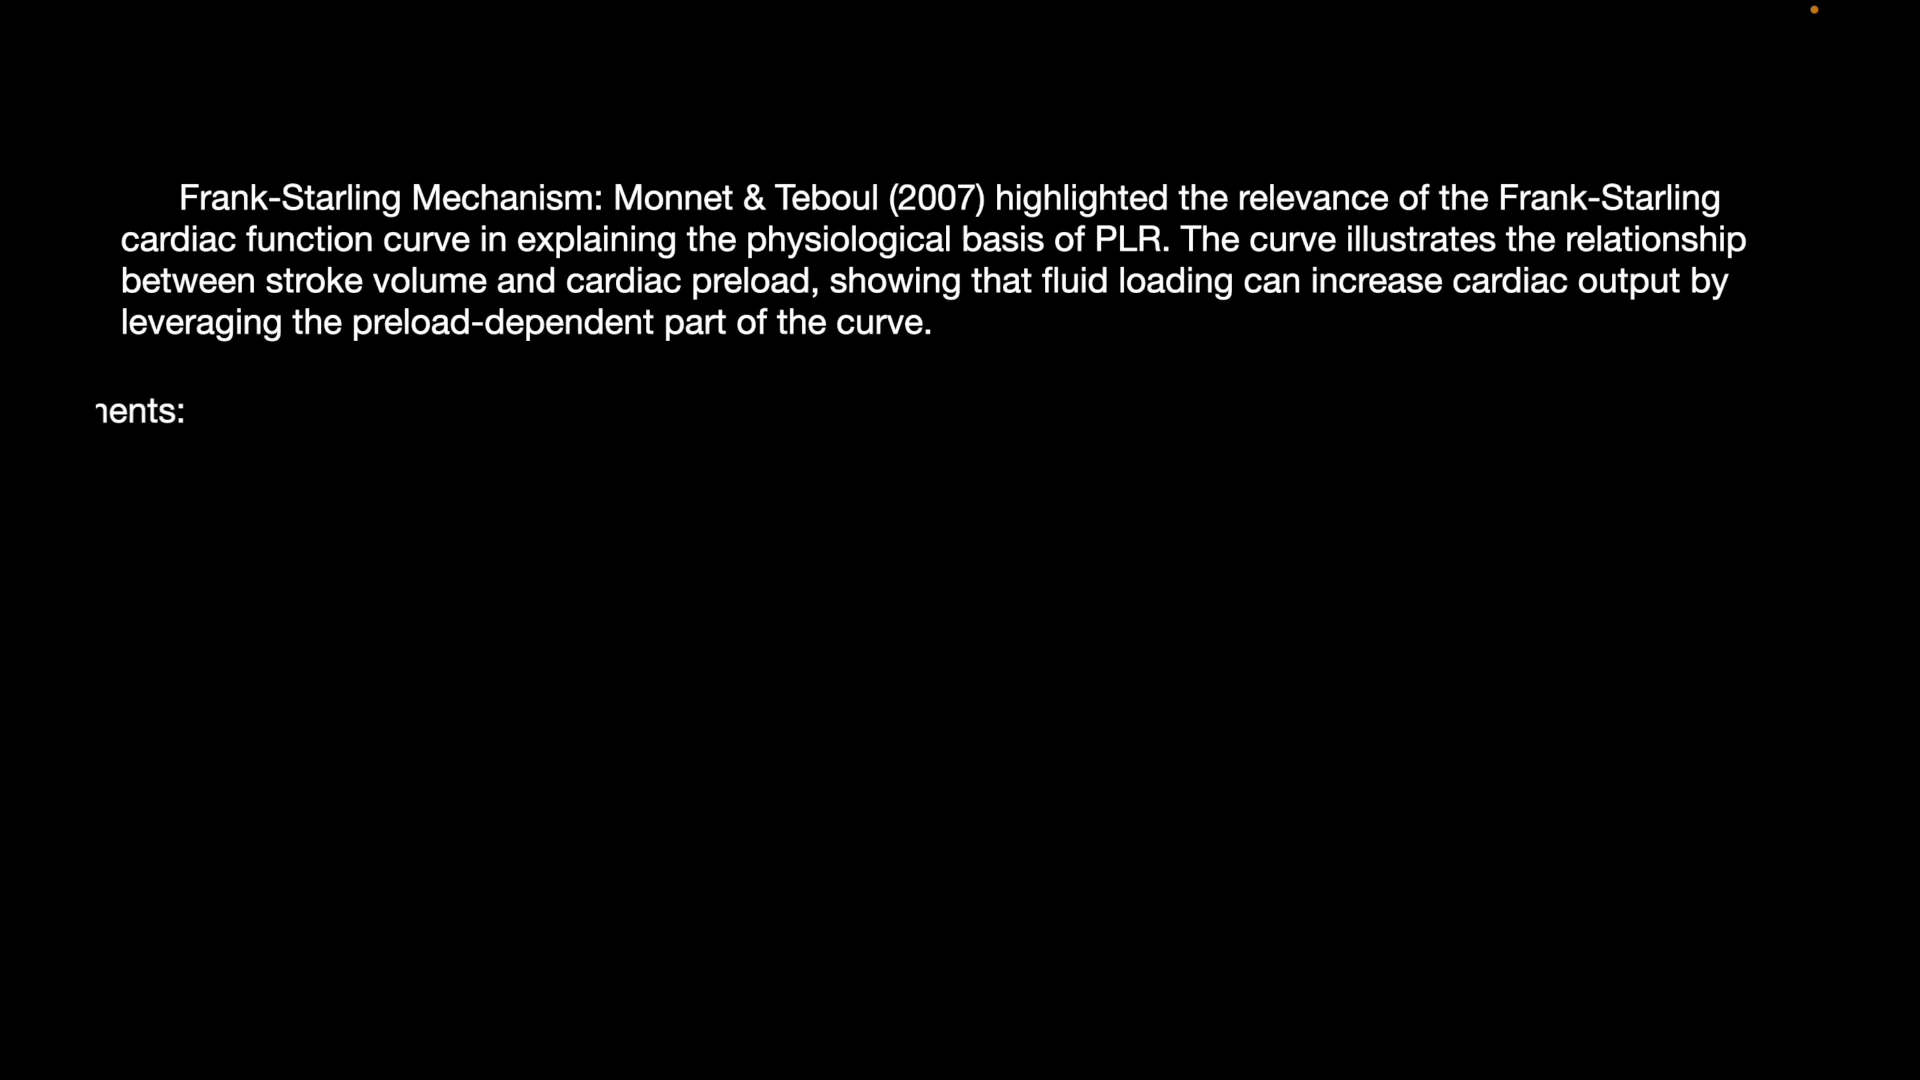 Frank-Starling Mechanism: Monnet & Teboul (2007) highlighted the relevance of the Frank-Starling
cardiac function curve in explaining the physiological basis of PLR. The curve illustrates the relationship
between stroke volume and cardiac preload, showing that fluid loading can increase cardiac output by
leveraging the preload-dependent part of the curve.
ents: